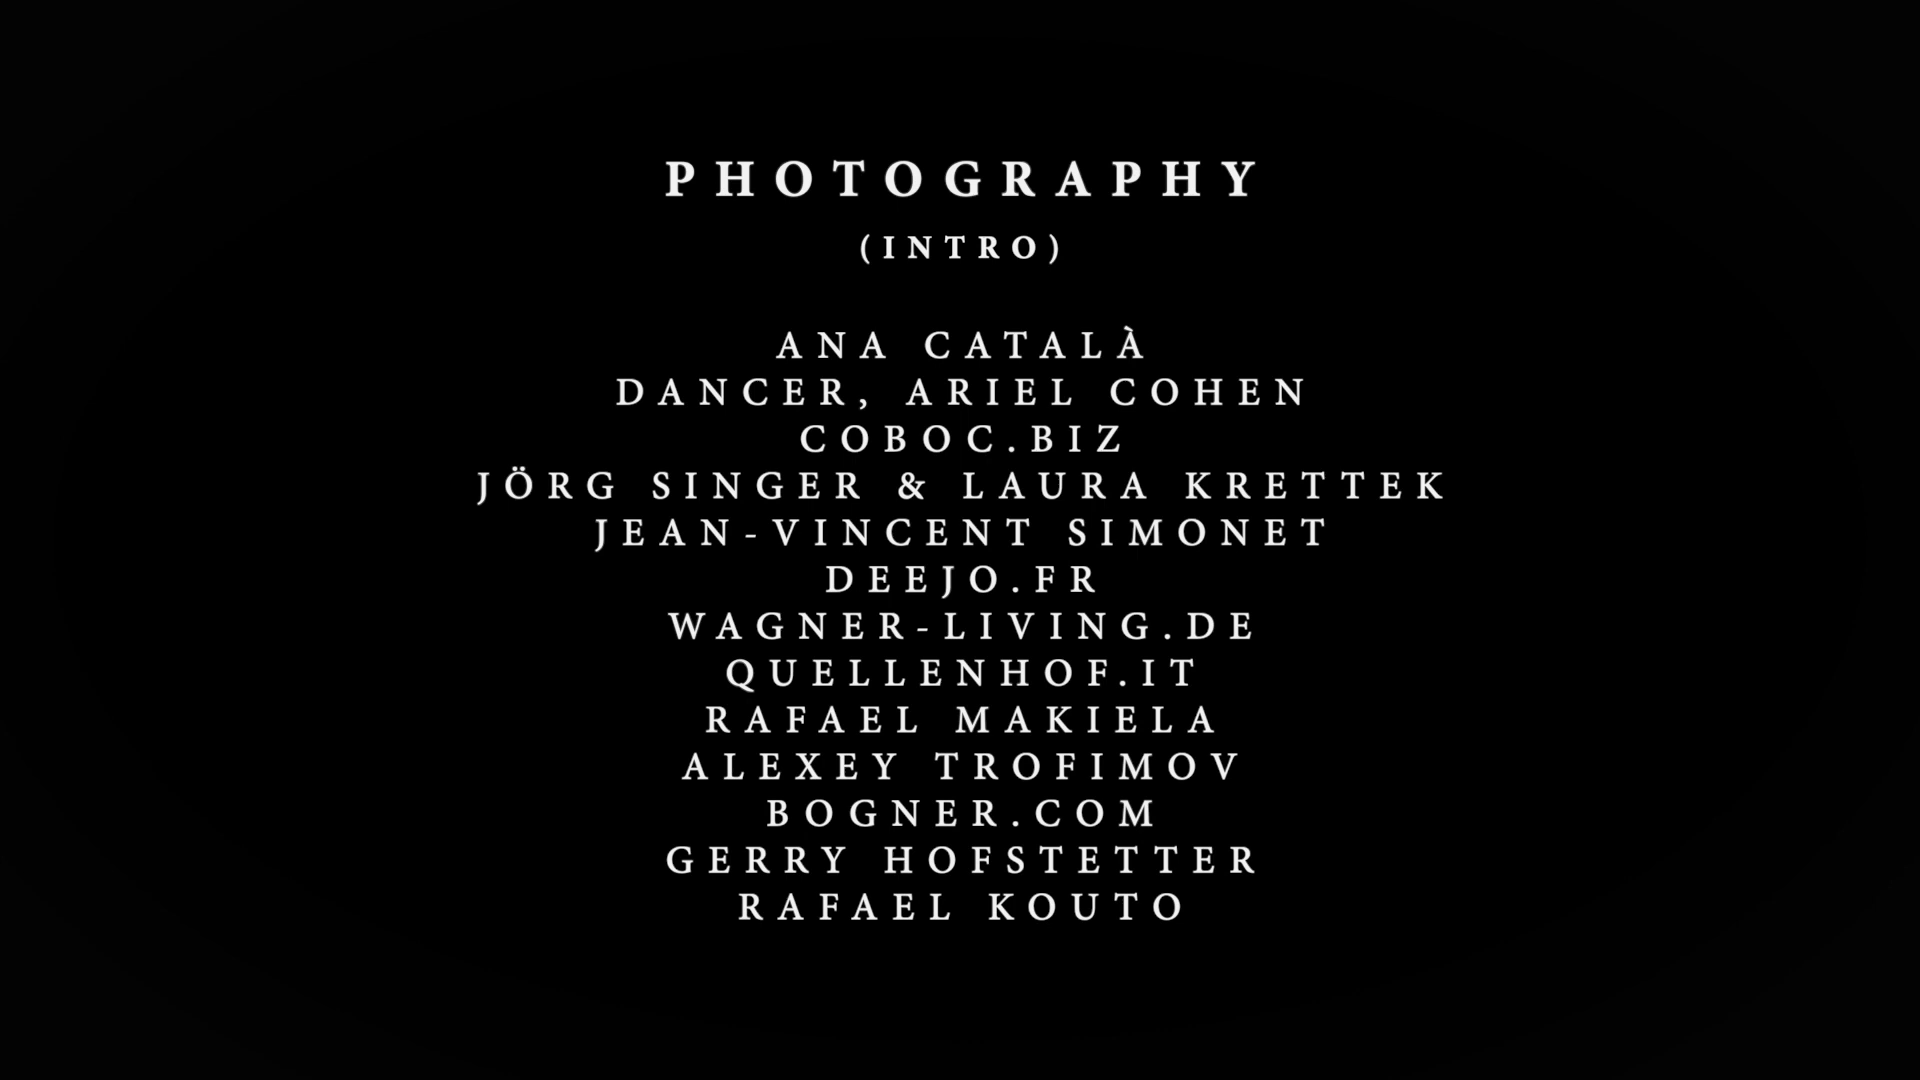 PHOTOGRAPHY
(INTRO)
ANA CATALÀ
DANCER, ARIEL COHEN
COBOC.BIZ
JÖRG SINGER & LAURA KRETTEK
JEAN-VINCENT SIMONET
DEEJO.FR
WAGNER-LIVING.DE
QUELLENHOF.IT
RAFAEL MAKIELA
ALEXEY TROFIMOV
BOGNER.COM
GERRY HOFSTETTER
RAFAEL KOUTO